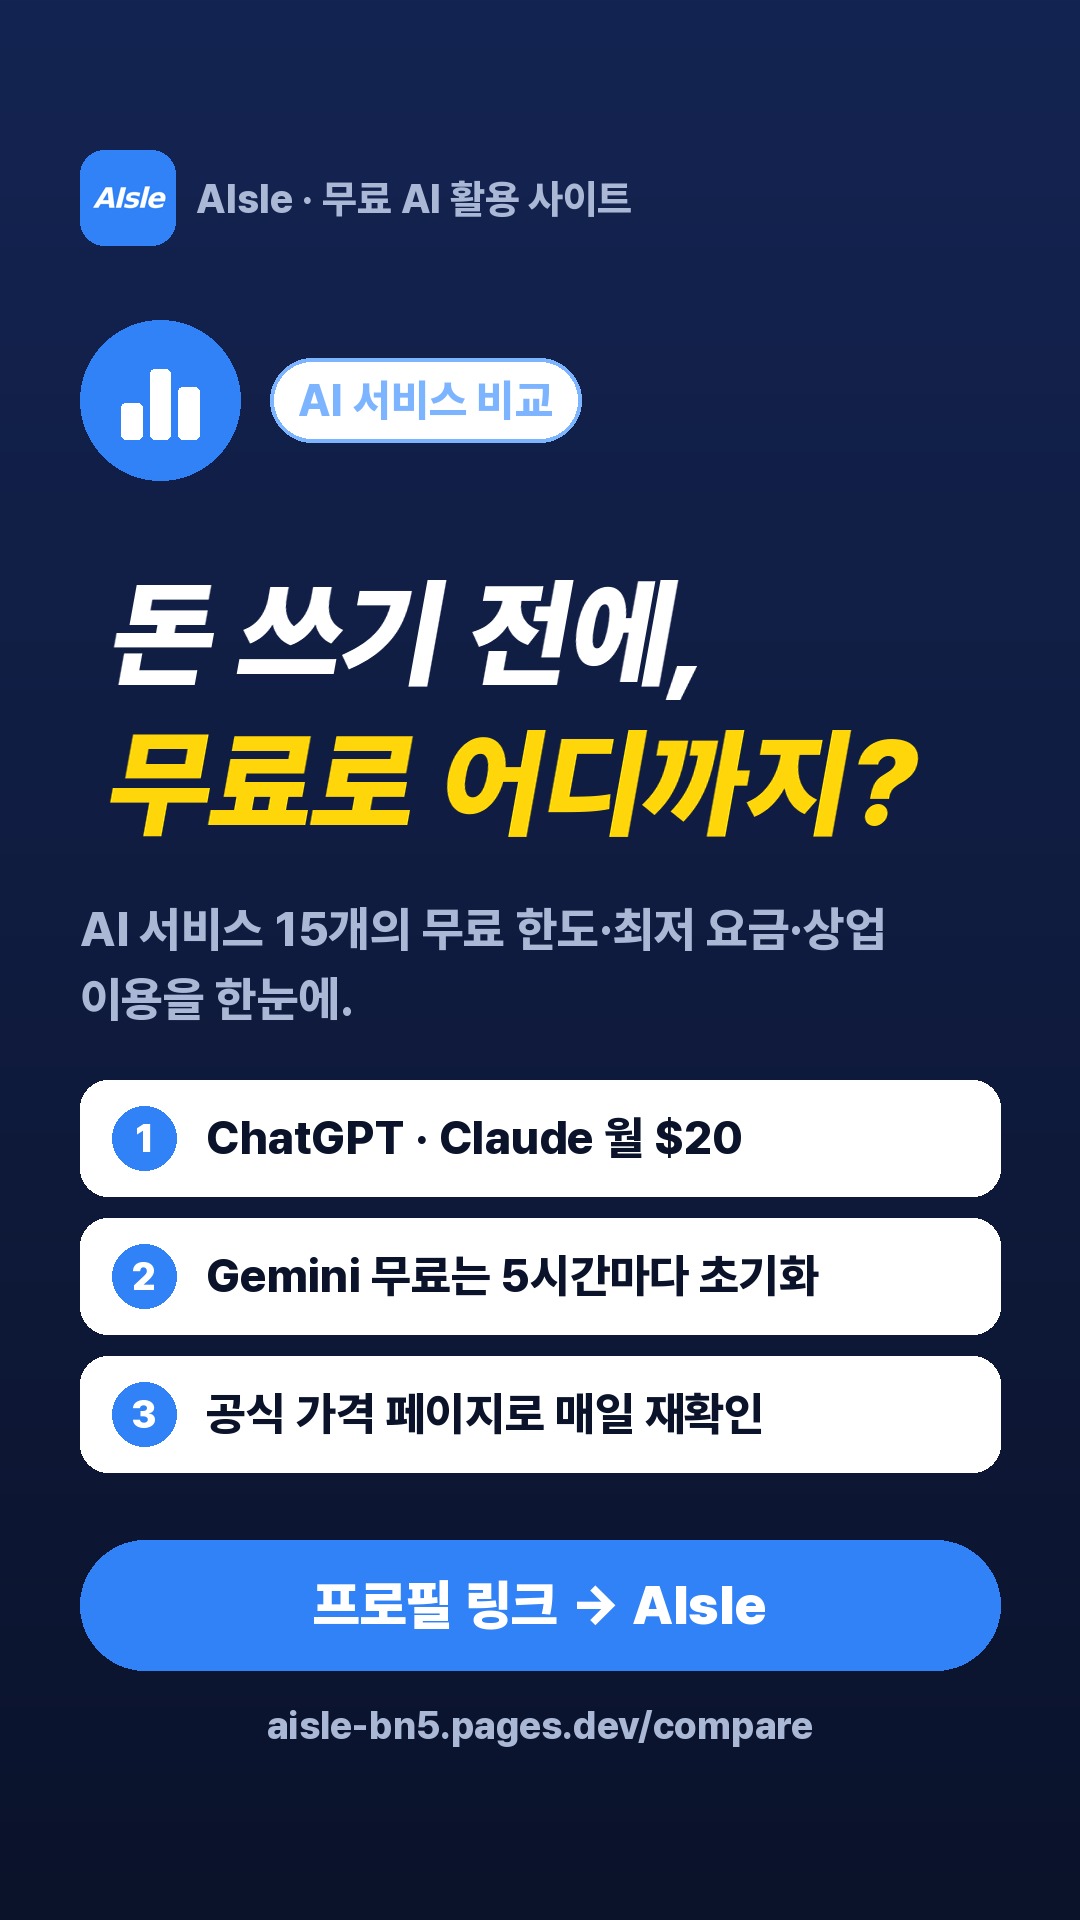 AIsle
AIsle · 무료 AI 활용 사이트
AI 서비스 비교
돈 쓰기 전에,
무료로 어디까지?
AI 서비스 15개의 무료 한도·최저 요금·상업
이용을 한눈에.
1 ChatGPT · Claude 월 $20
2 Gemini 무료는 5시간마다 초기화
3 공식 가격 페이지로 매일 재확인
프로필 링크 → AIsle
aisle-bn5.pages.dev/compare